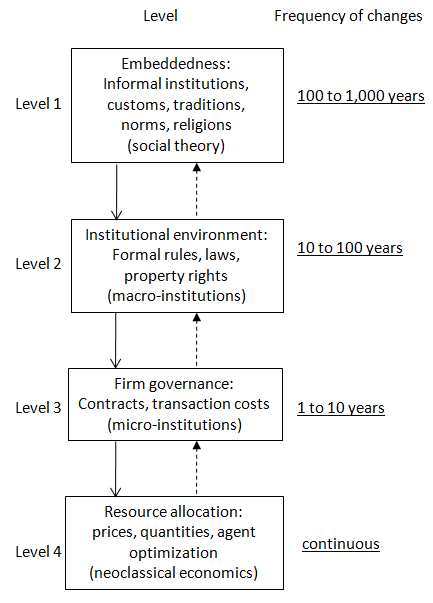 Level
Frequency of changes
Level 1
Embeddedness:
Informal institutions,
customs, traditions,
norms, religions
(social theory)
100 to 1,000 years
Level 2
Institutional environment:
Formal rules, laws,
property rights
(macro-institutions)
10 to 100 years
Level 3
Firm governance:
Contracts, transaction costs
(micro-institutions)
1 to 10 years
Level 4
Resource allocation:
prices, quantities, agent
optimization
(neoclassical economics)
continuous